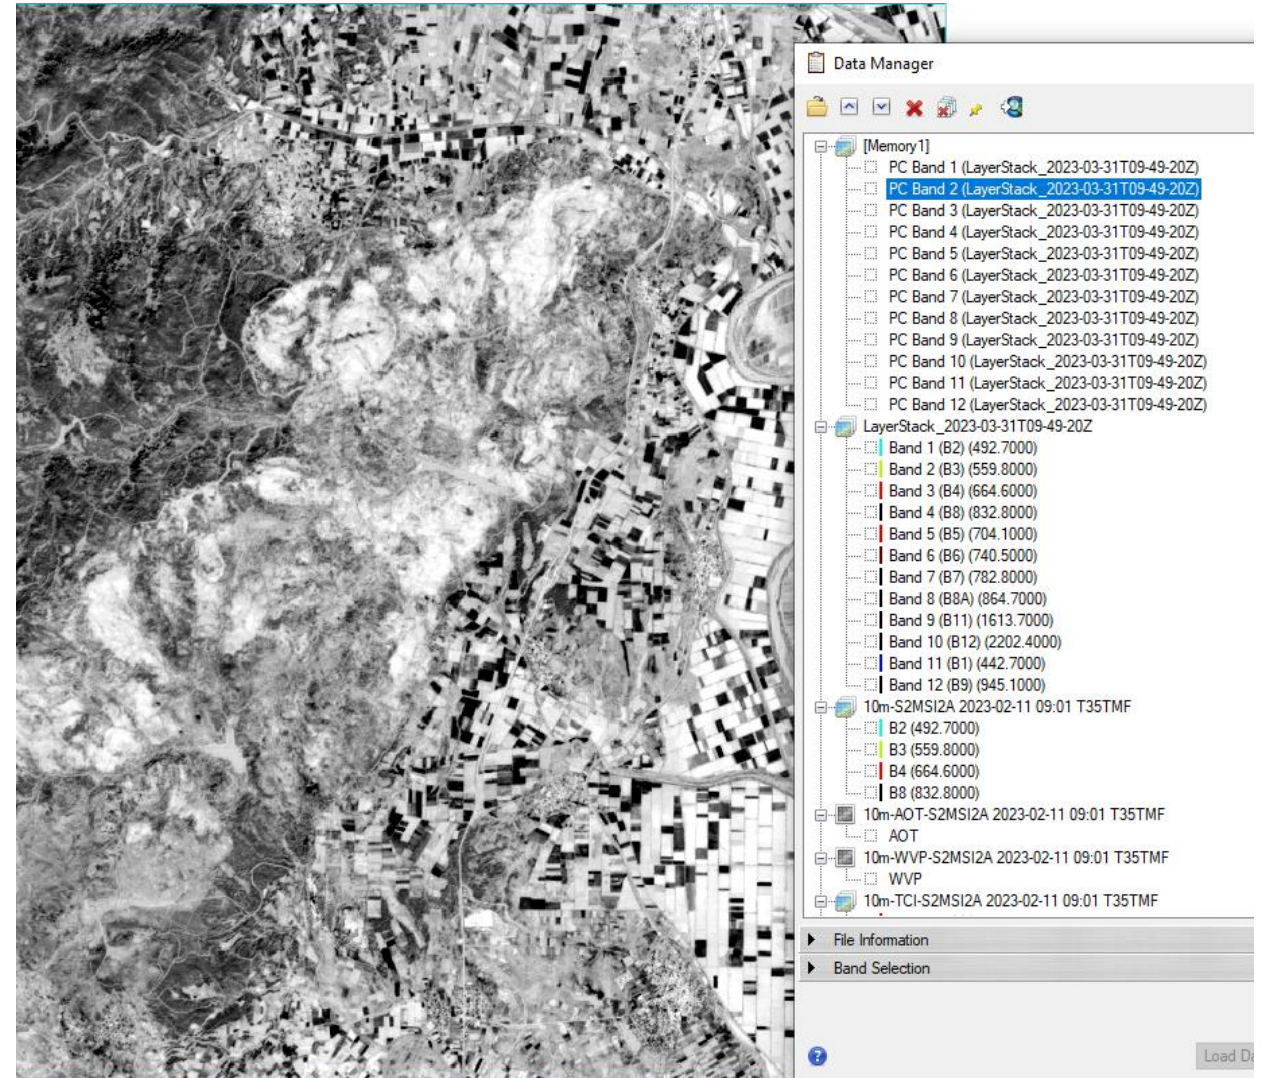 Data Manager
[Memory1]
PC Band 1 (LayerStack_2023-03-31T09-49-20Z)
PC Band 2 (LayerStack_2023-03-31T09-49-20Z)
PC Band 3 (LayerStack_2023-03-31T09-49-20Z)
PC Band 4 (LayerStack_2023-03-31T09-49-20Z)
PC Band 5 (LayerStack_2023-03-31T09-49-20Z)
PC Band 6 (LayerStack_2023-03-31T09-49-20Z)
PC Band 7 (LayerStack_2023-03-31T09-49-20Z)
PC Band 8 (LayerStack_2023-03-31T09-49-20Z)
PC Band 9 (LayerStack_2023-03-31T09-49-20Z)
PC Band 10 (LayerStack_2023-03-31T09-49-20Z)
PC Band 11 (LayerStack_2023-03-31T09-49-20Z)
PC Band 12 (LayerStack_2023-03-31T09-49-20Z)
LayerStack_2023-03-31T09-49-20Z
Band 1 (B2) (492.7000)
Band 2 (B3) (559.8000)
Band 3 (B4) (664.6000)
Band 4 (B8) (832.8000)
Band 5 (B5) (704.1000)
Band 6 (B6) (740.5000)
Band 7 (B7) (782.8000)
Band 8 (B8A) (864.7000)
Band 9 (B11) (1613.7000)
Band 10 (B12) (2202.4000)
Band 11 (B1) (442.7000)
Band 12 (B9) (945.1000)
10m-S2MSI2A 2023-02-11 09:01 T35TMF
B2 (492.7000)
B3 (559.8000)
B4 (664.6000)
B8 (832.8000)
10m-AOT-S2MSI2A 2023-02-11 09:01 T35TMF
AOT
10m-WVP-S2MSI2A 2023-02-11 09:01 T35TMF
WVP
10m-TCI-S2MSI2A 2023-02-11 09:01 T35TMF
File Information
Band Selection
Load